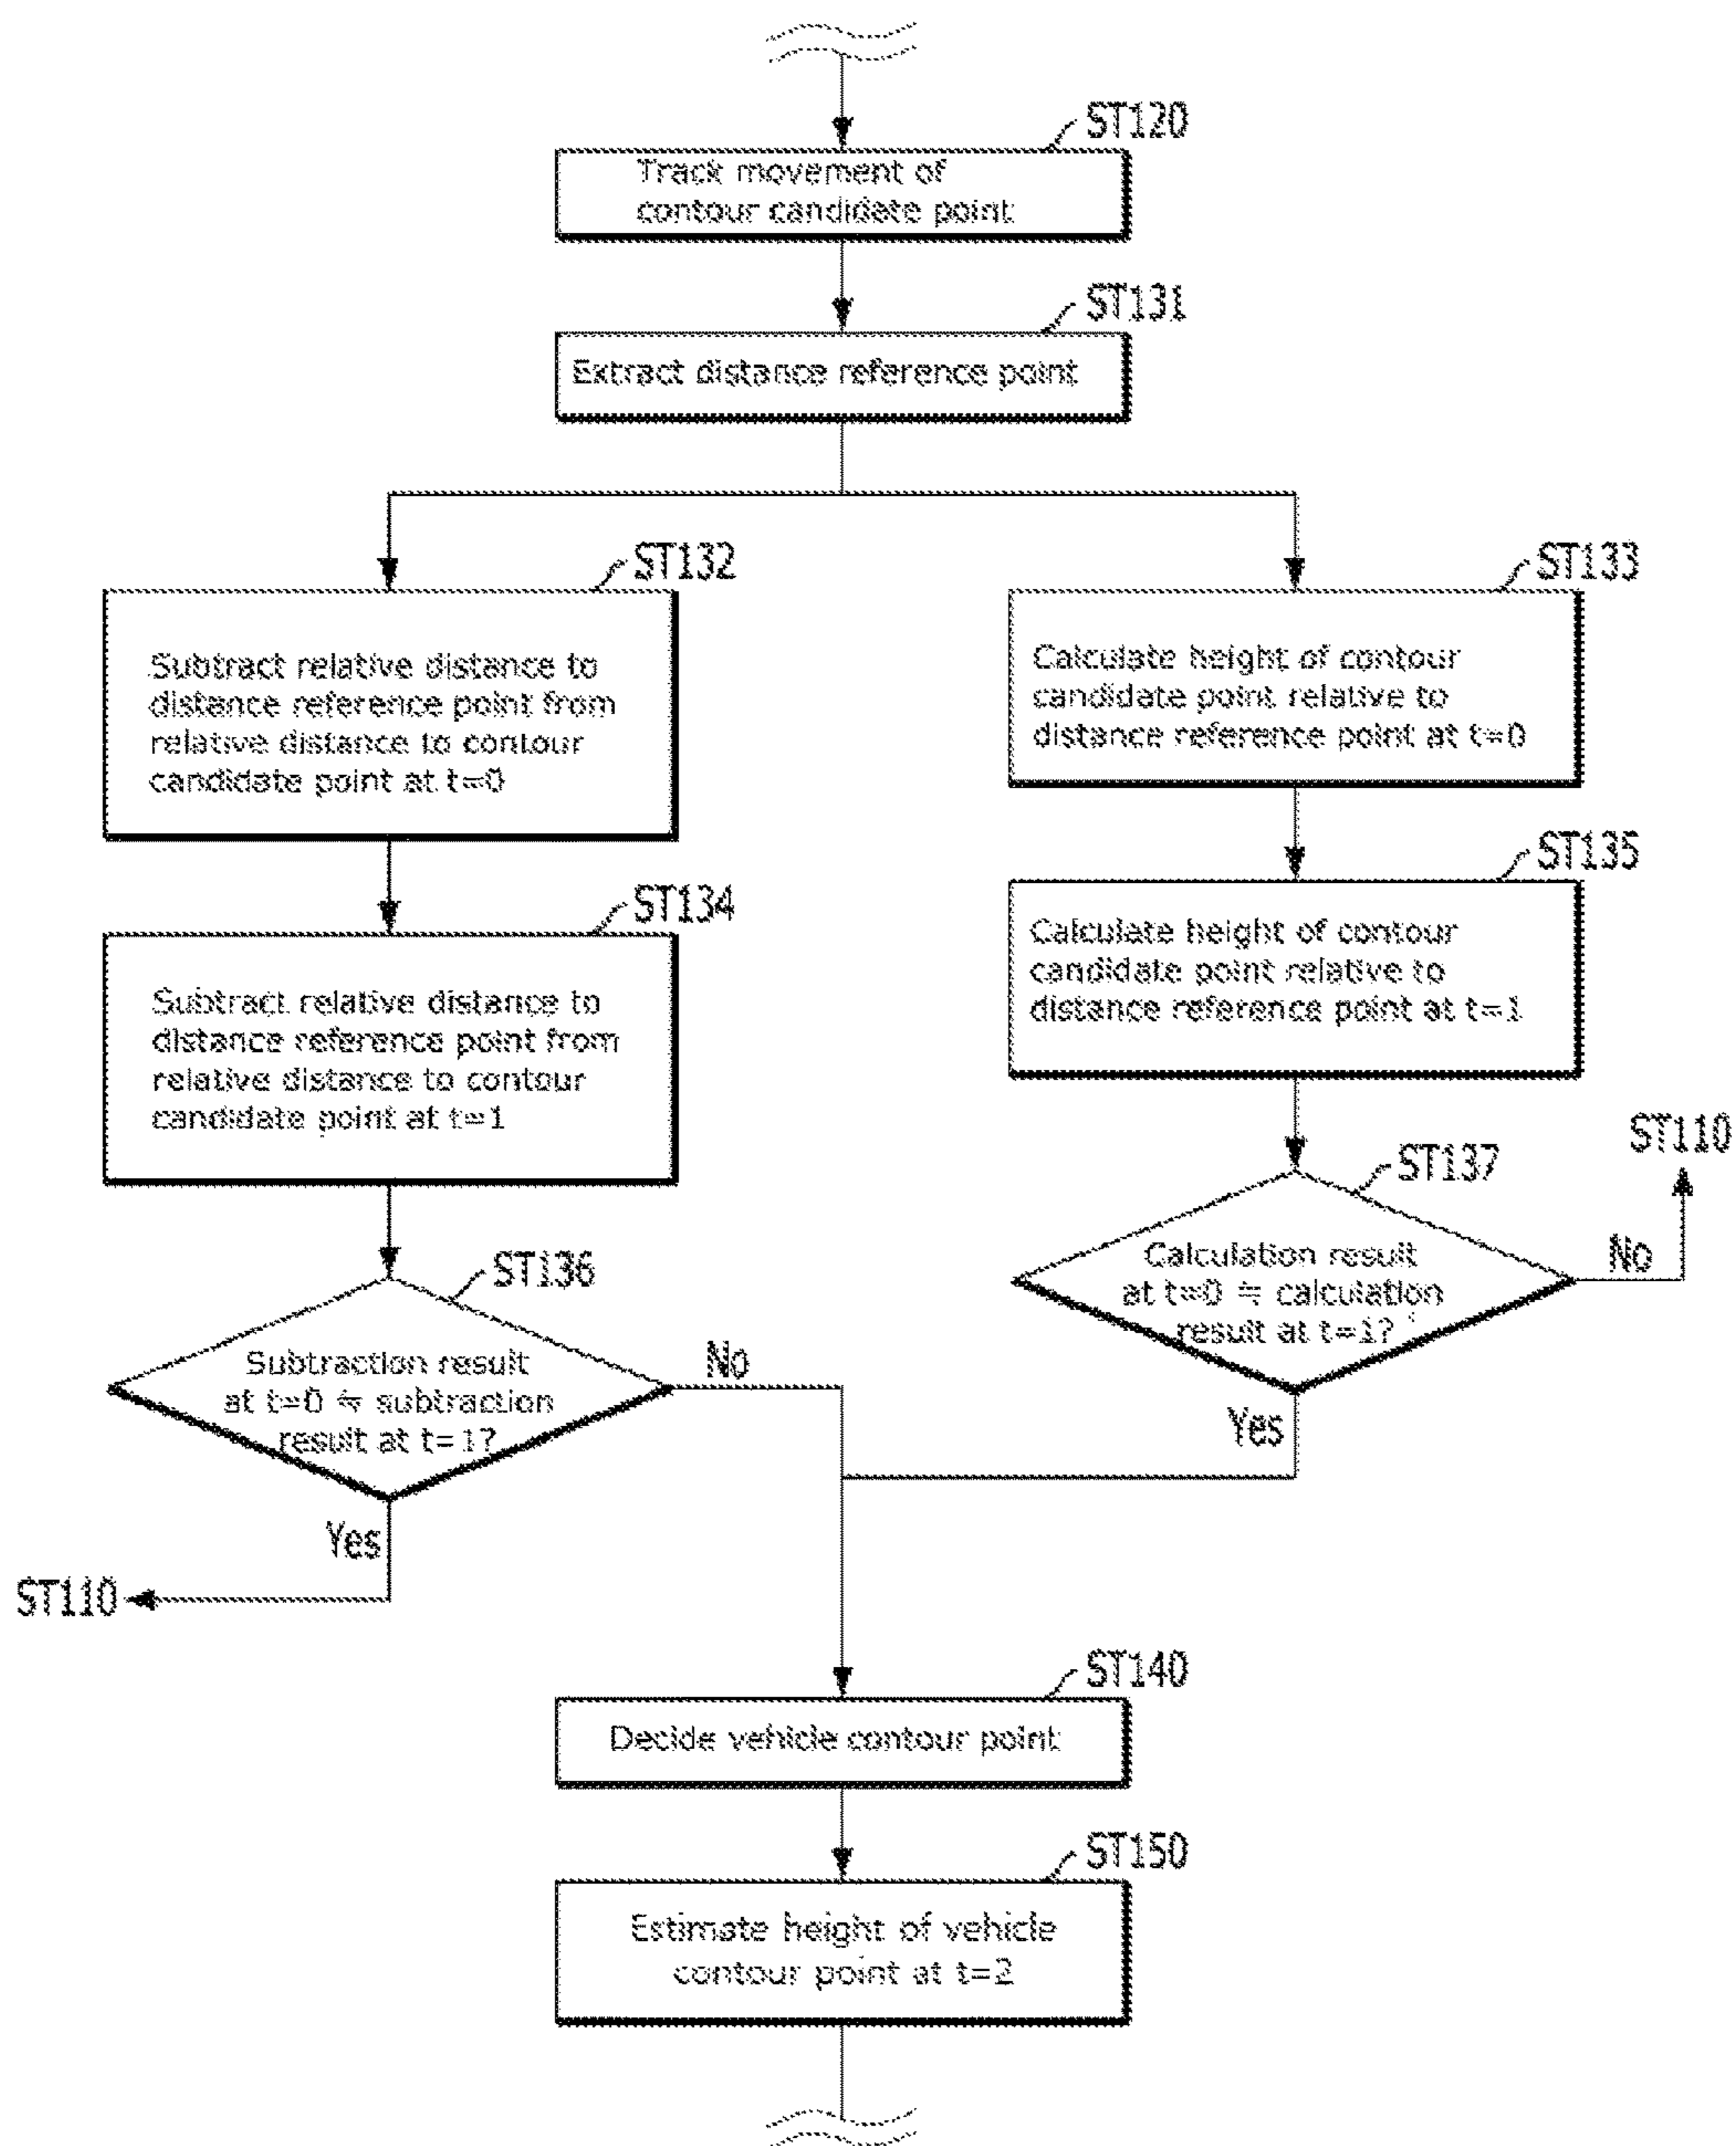 ST120
Track movement of
contour candidate point
ST131
Extract distance reference point
ST132
Subtract relative distance to
distance reference point from
relative distance to contour
candidate point at t=0
ST133
Calculate height of contour
candidate point relative to
distance reference point at t=0
ST134
Subtract relative distance to
distance reference point from
relative distance to contour
candidate point at t=1
ST135
Calculate height of contour
candidate point relative to
distance reference point at t=1
ST136
Subtraction result
at t=0 ≒ subtraction
result at t=1?
No
Yes
ST110
ST137
Calculation result
at t=0 ≒ calculation
result at t=1?
No
ST110
Yes
ST140
Decide vehicle contour point
ST150
Estimate height of vehicle
contour point at t=2